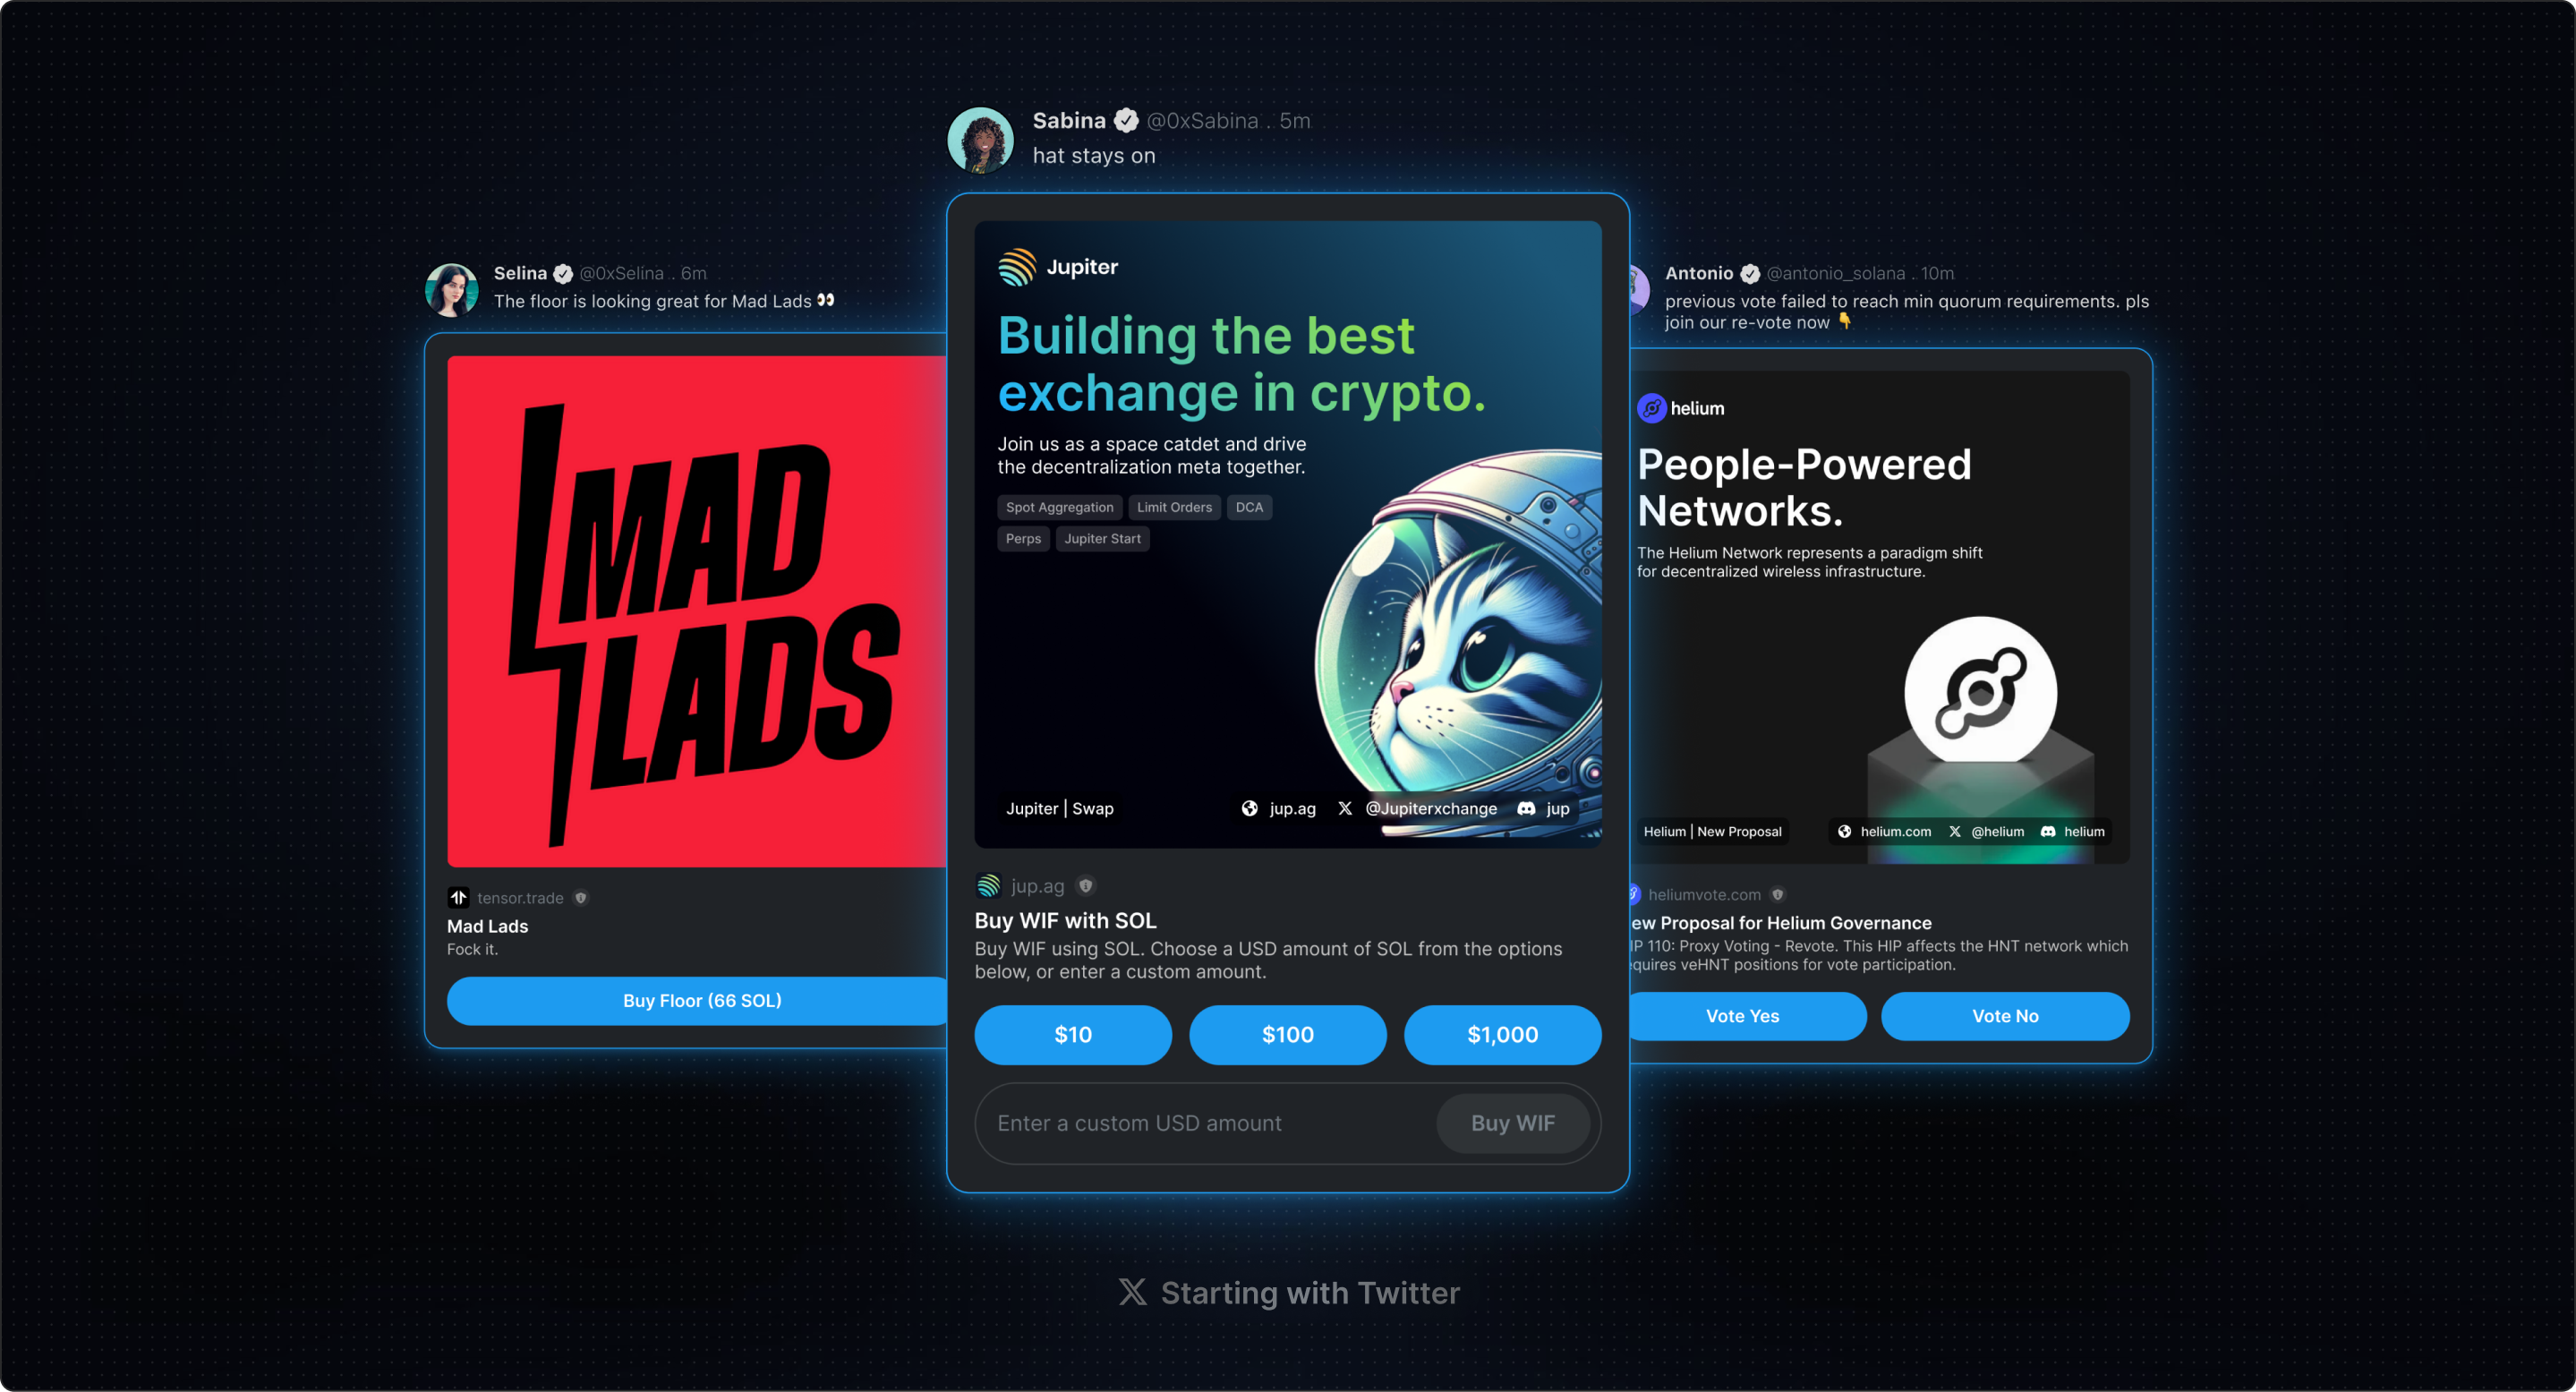 Sabina @0xSabina . 5m
hat stays on
Jupiter
Building the best
exchange in crypto.
Join us as a space catdet and drive
the decentralization meta together.
Spot Aggregation Limit Orders DCA
Perps Jupiter Start
Jupiter | Swap jup.ag X @Jupiterxchange jup
jup.ag
Buy WIF with SOL
Buy WIF using SOL. Choose a USD amount of SOL from the options
below, or enter a custom amount.
$10 $100 $1,000
Enter a custom USD amount Buy WIF
Selina @0xSelina . 6m
The floor is looking great for Mad Lads 👀
MAD
LADS
tensor.trade
Mad Lads
Fock it.
Buy Floor (66 SOL)
Antonio @antonio_solana . 10m
previous vote failed to reach min quorum requirements. pls
join our re-vote now 👇
helium
People-Powered
Networks.
The Helium Network represents a paradigm shift
for decentralized wireless infrastructure.
Helium | New Proposal helium.com X @helium helium
heliumvote.com
ew Proposal for Helium Governance
IP 110: Proxy Voting - Revote. This HIP affects the HNT network which
quires veHNT positions for vote participation.
Vote Yes Vote No
X Starting with Twitter